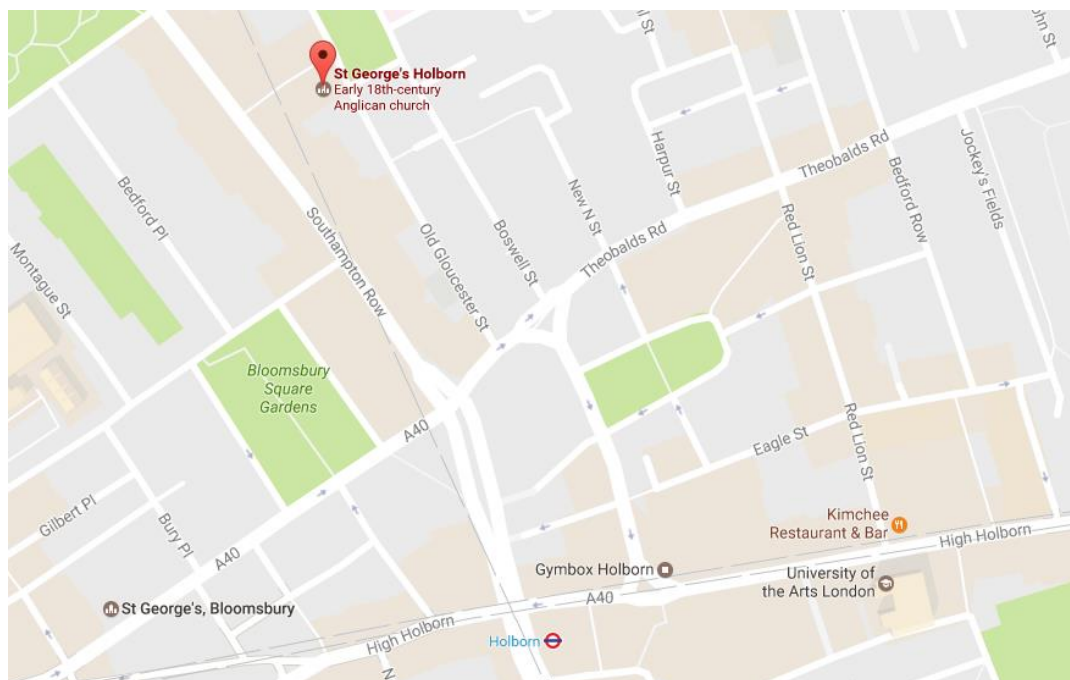 St George's Holborn
Early 18th-century
Anglican church
Theobalds Rd
Harpur St
Jockey's Fields
Bedford Row
Bedford Pl
New N St
Red Lion St
Southampton Row
Old Gloucester St
Boswell St
Theobalds Rd
Montague St
Bloomsbury
Square
Gardens
A40
Red Lion St
Eagle St
Gilbert Pl
Bury Pl
A40
Kimchee
Restaurant & Bar
High Holborn
Gymbox Holborn
University of
the Arts London
A40
St George's, Bloomsbury
High Holborn
Holborn